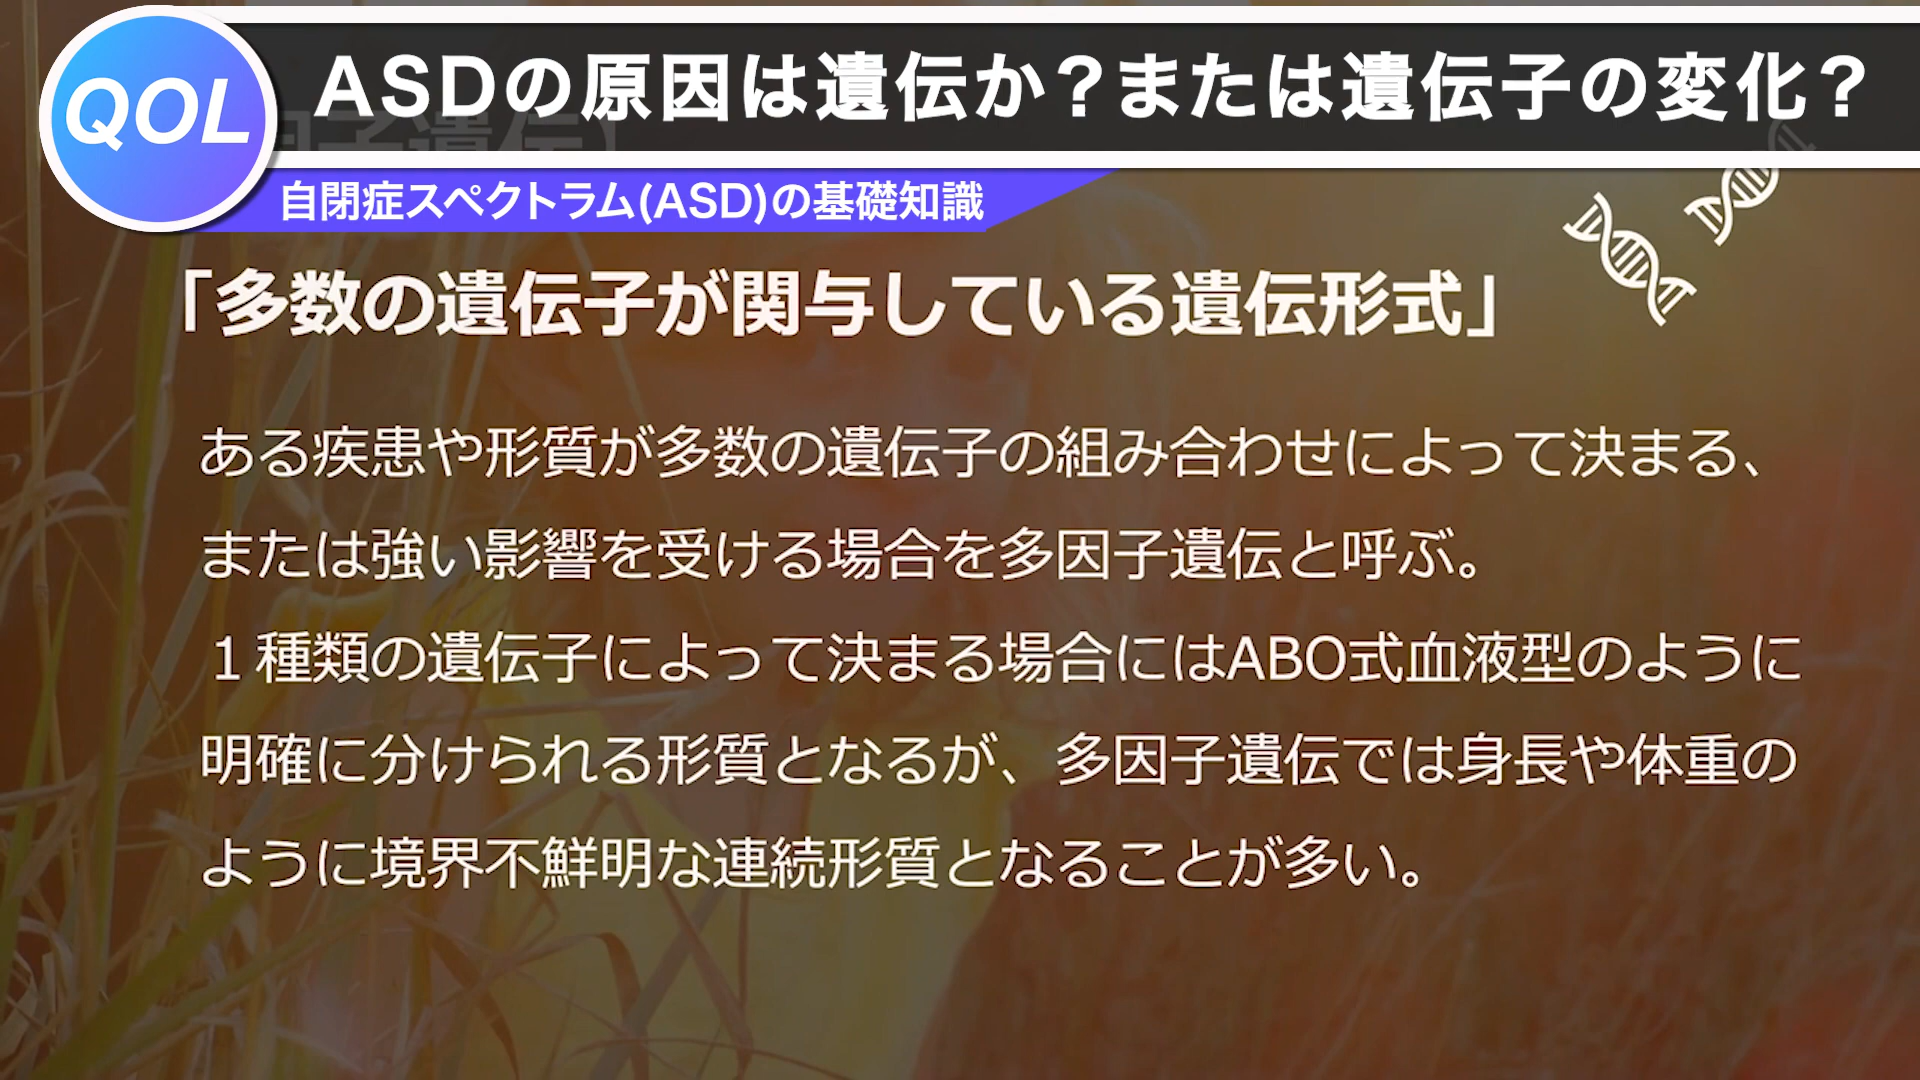 QOL
ASDの原因は遺伝か？または遺伝子の変化？
自閉症スペクトラム(ASD)の基礎知識
「多数の遺伝子が関与している遺伝形式」
ある疾患や形質が多数の遺伝子の組み合わせによって決まる、
または強い影響を受ける場合を多因子遺伝と呼ぶ。
１種類の遺伝子によって決まる場合にはABO式血液型のように
明確に分けられる形質となるが、多因子遺伝では身長や体重の
ように境界不鮮明な連続形質となることが多い。